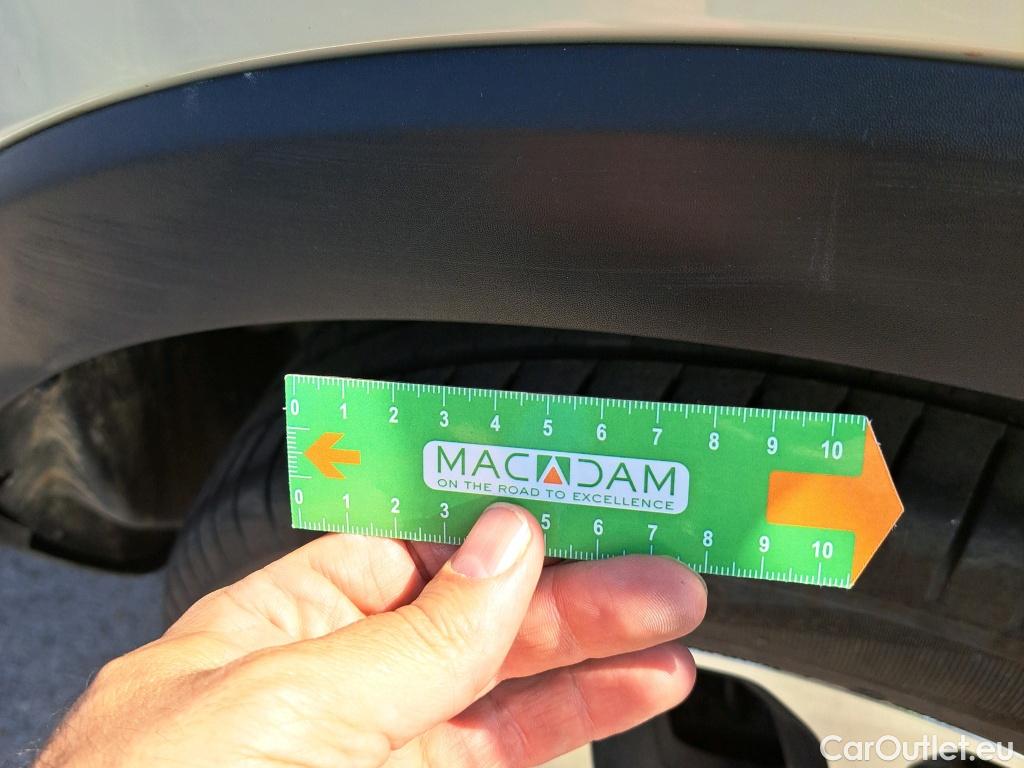 0 1 2 3 4 5 6 7 8 9 10
MACADAM
ON THE ROAD TO EXCELLENCE
0 1 2 3 5 6 7 8 9 10
CarOutlet.eu